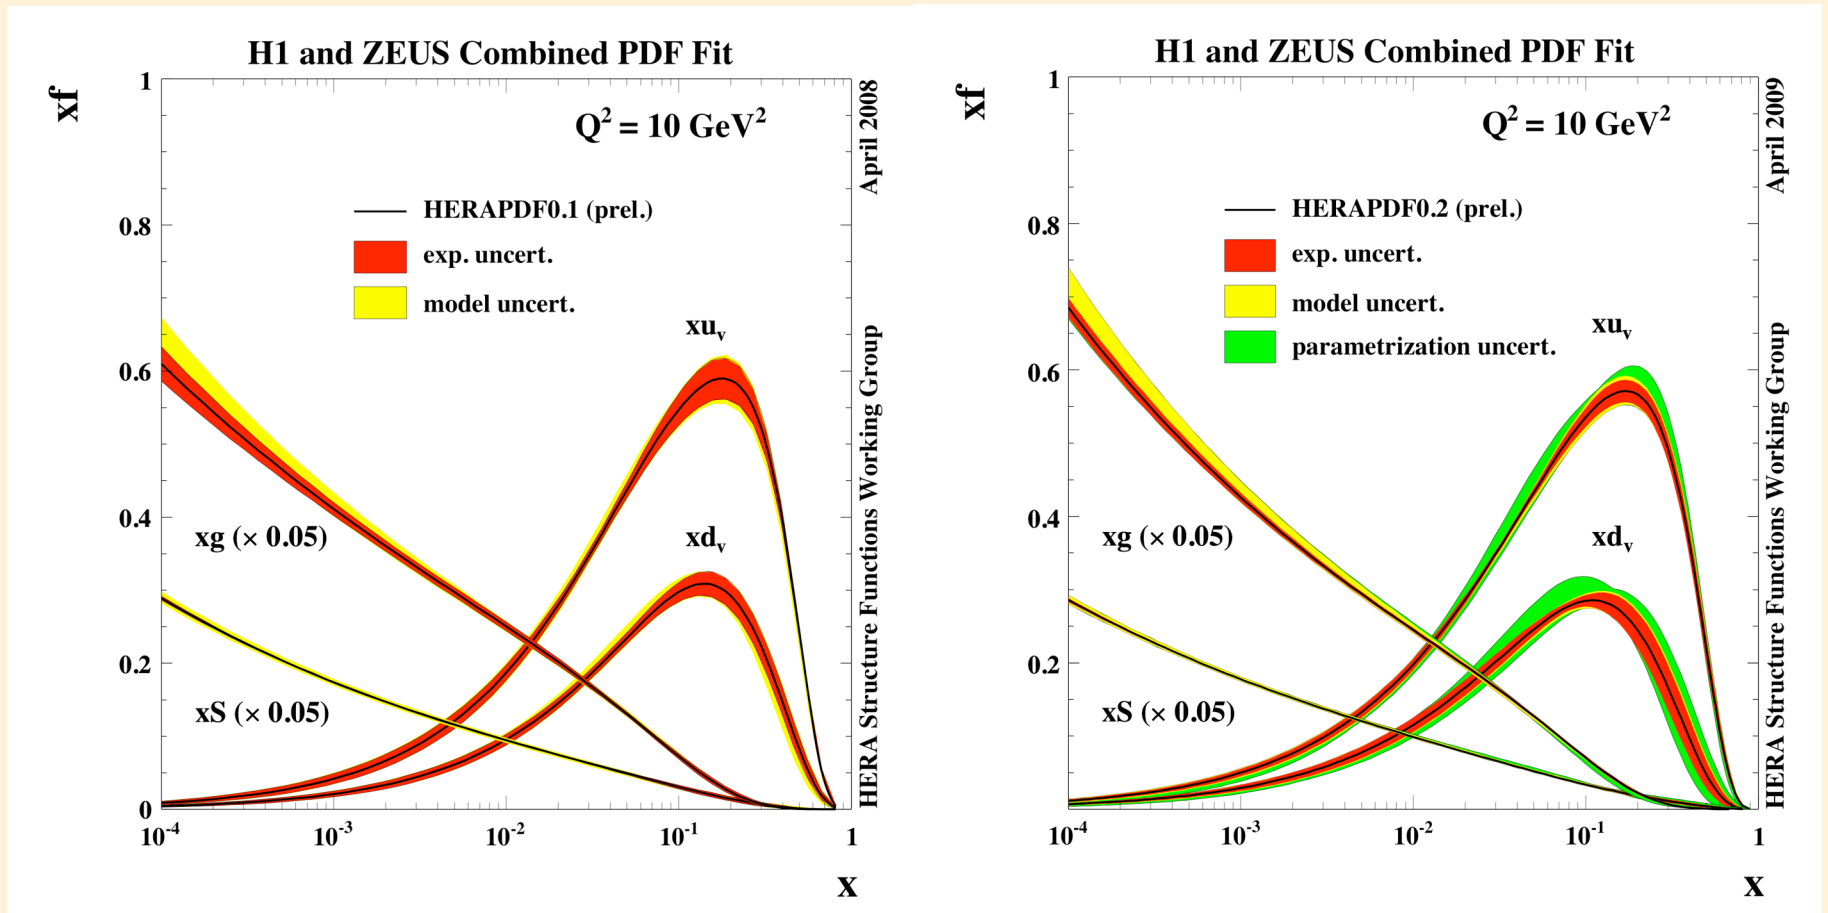 H1 and ZEUS Combined PDF Fit
xf
1
0.8
0.6
0.4
0.2
0
Q² = 10 GeV²
HERAPDF0.1 (prel.)
exp. uncert.
model uncert.
xuᵥ
xdᵥ
xg (× 0.05)
xS (× 0.05)
10⁻⁴ 10⁻³ 10⁻² 10⁻¹ 1
x
HERA Structure Functions Working Group April 2008
H1 and ZEUS Combined PDF Fit
xf
1
0.8
0.6
0.4
0.2
Q² = 10 GeV²
HERAPDF0.2 (prel.)
exp. uncert.
model uncert.
parametrization uncert.
xuᵥ
xdᵥ
xg (× 0.05)
xS (× 0.05)
10⁻⁴ 10⁻³ 10⁻² 10⁻¹ 1
x
HERA Structure Functions Working Group April 2009